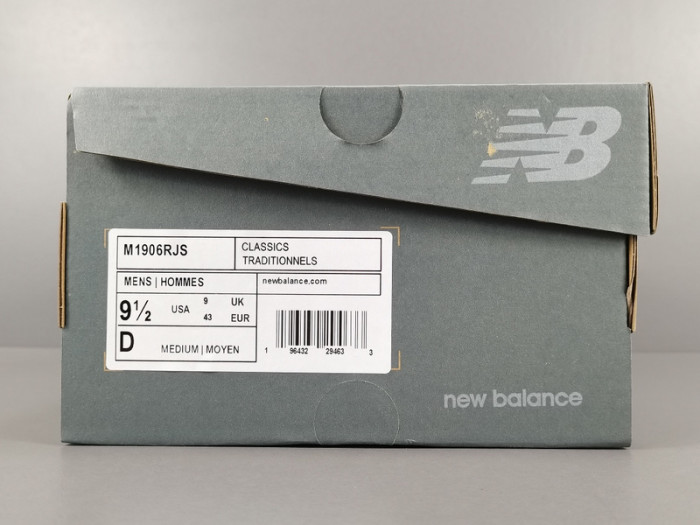 NB
M1906RJS
CLASSICS
TRADITIONNELS
MENS | HOMMES
newbalance.com
9½ USA 9 UK
43 EUR
D MEDIUM | MOYEN
1 96432 29463 3
new balance